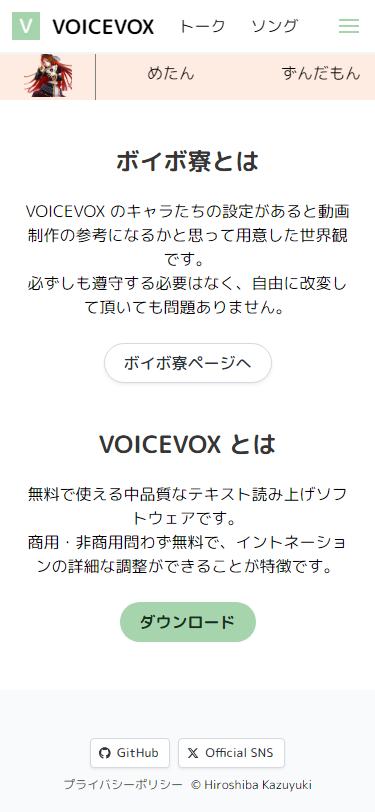 V VOICEVOX トーク ソング
めたん ずんだもん
ボイボ寮とは
VOICEVOX のキャラたちの設定があると動画
制作の参考になるかと思って用意した世界観
です。
必ずしも遵守する必要はなく、自由に改変し
て頂いても問題ありません。
ボイボ寮ページへ
VOICEVOX とは
無料で使える中品質なテキスト読み上げソフ
トウェアです。
商用・非商用問わず無料で、イントネーショ
ンの詳細な調整ができることが特徴です。
ダウンロード
GitHub Official SNS
プライバシーポリシー © Hiroshiba Kazuyuki